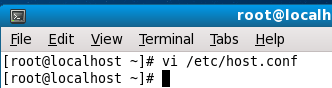 root@localh
File Edit View Terminal Tabs Help
[root@localhost ~]# vi /etc/host.conf
[root@localhost ~]#